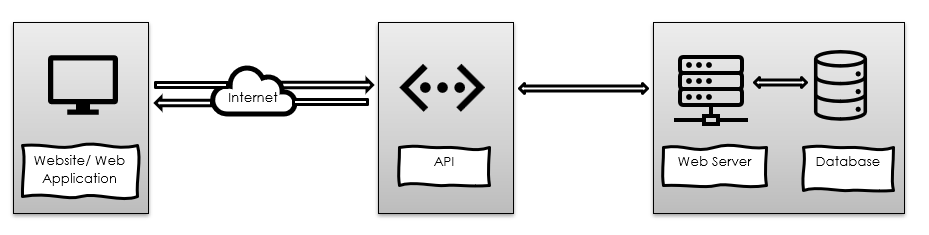 Website/ Web
Application
Internet
API
Web Server
Database